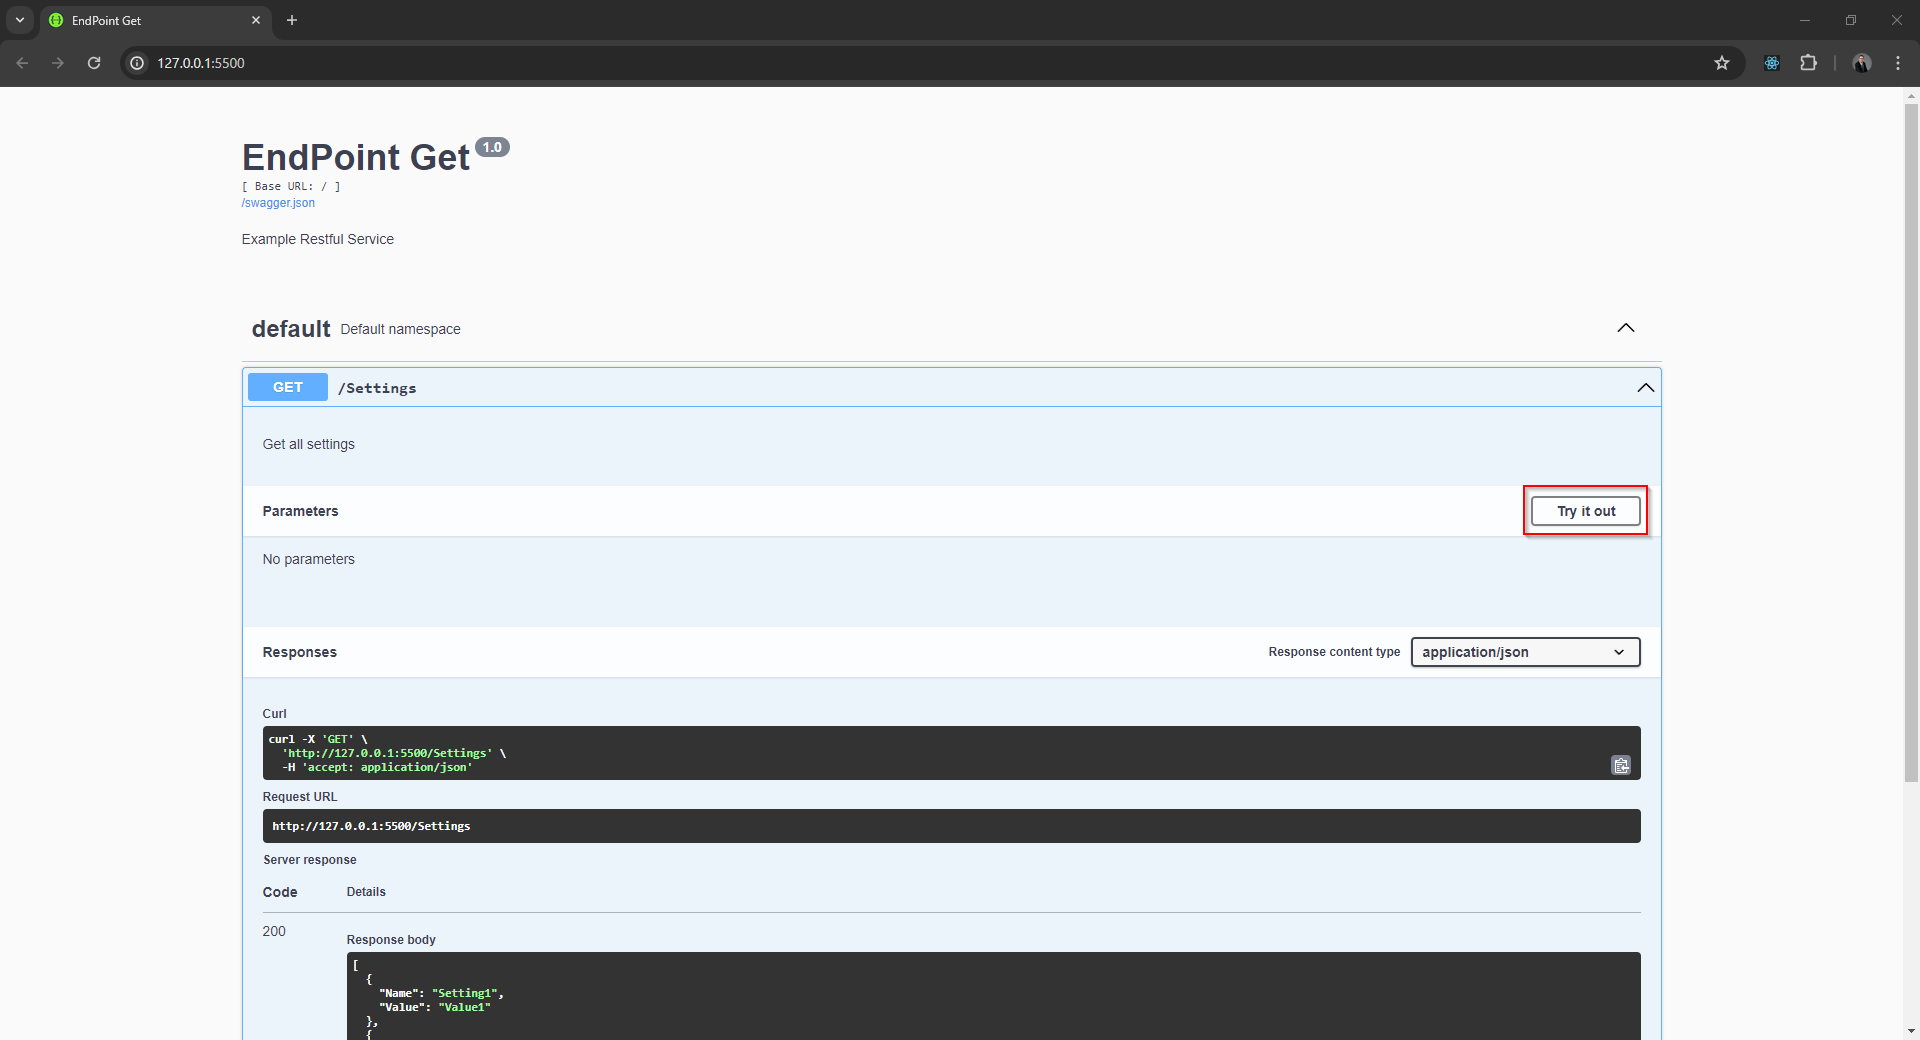 EndPoint Get
127.0.0.1:5500
EndPoint Get 1.0
[ Base URL: / ]
/swagger.json
Example Restful Service
default Default namespace
GET /Settings
Get all settings
Parameters
Try it out
No parameters
Responses
Response content type
application/json
Curl
curl -X 'GET' \
'http://127.0.0.1:5500/Settings' \
-H 'accept: application/json'
Request URL
http://127.0.0.1:5500/Settings
Server response
Code Details
200
Response body
[
{
"Name": "Setting1",
"Value": "Value1"
},
{